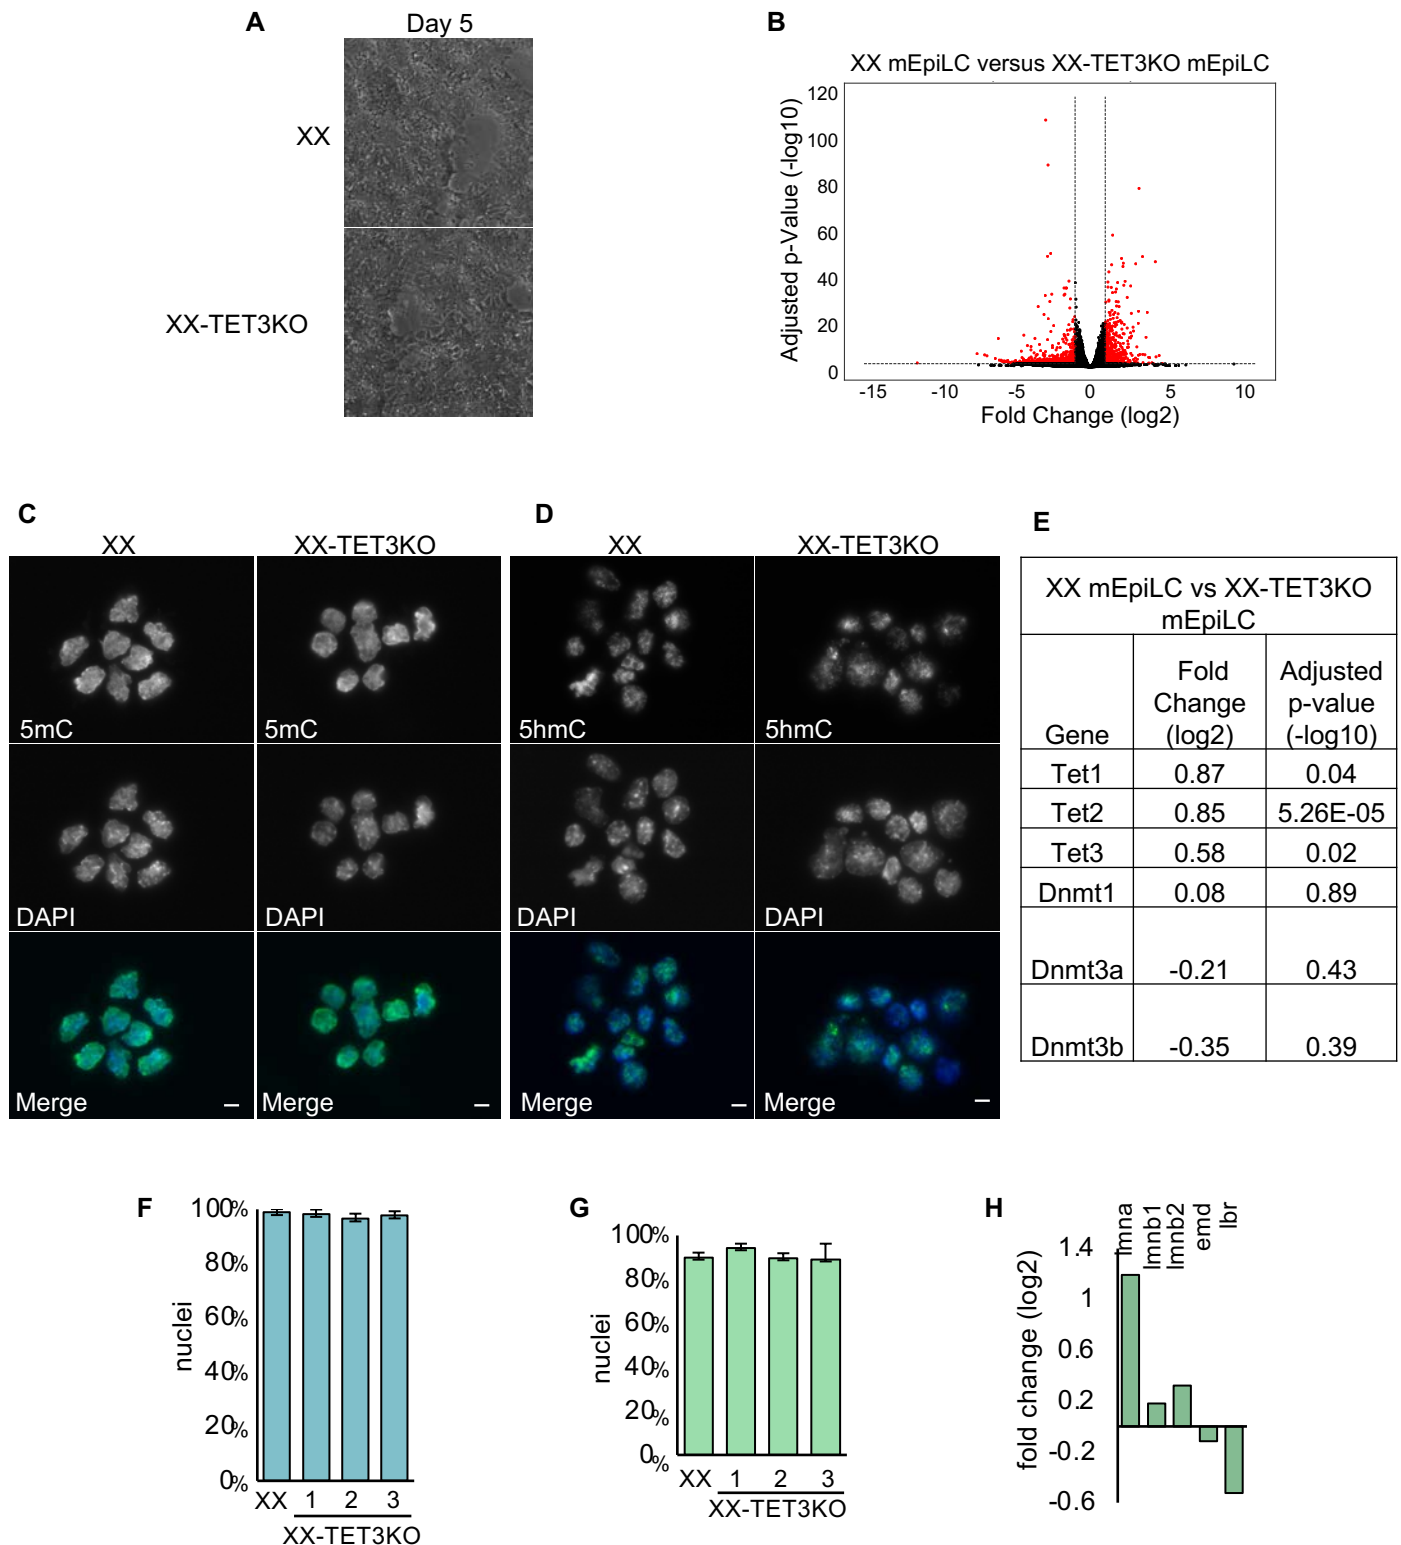 A
Day 5
XX
XX-TET3KO
B
XX mEpiLC versus XX-TET3KO mEpiLC
Adjusted p-Value (-log10)
120
100
80
60
40
20
0
-15 -10 -5 0 5 10
Fold Change (log2)
C
XX XX-TET3KO
5mC 5mC
DAPI DAPI
Merge Merge
D
XX XX-TET3KO
5hmC 5hmC
DAPI DAPI
Merge Merge
E
XX mEpiLC vs XX-TET3KO
mEpiLC
Gene Fold Change (log2) Adjusted p-value (-log10)
Tet1 0.87 0.04
Tet2 0.85 5.26E-05
Tet3 0.58 0.02
Dnmt1 0.08 0.89
Dnmt3a -0.21 0.43
Dnmt3b -0.35 0.39
F
nuclei
100%
80%
60%
40%
20%
0%
XX 1 2 3
XX-TET3KO
G
nuclei
100%
80%
60%
40%
20%
0%
XX 1 2 3
XX-TET3KO
H
lmna lmnb1 lmnb2 emd lbr
fold change (log2)
1.4
1
0.6
0.2
-0.2
-0.6